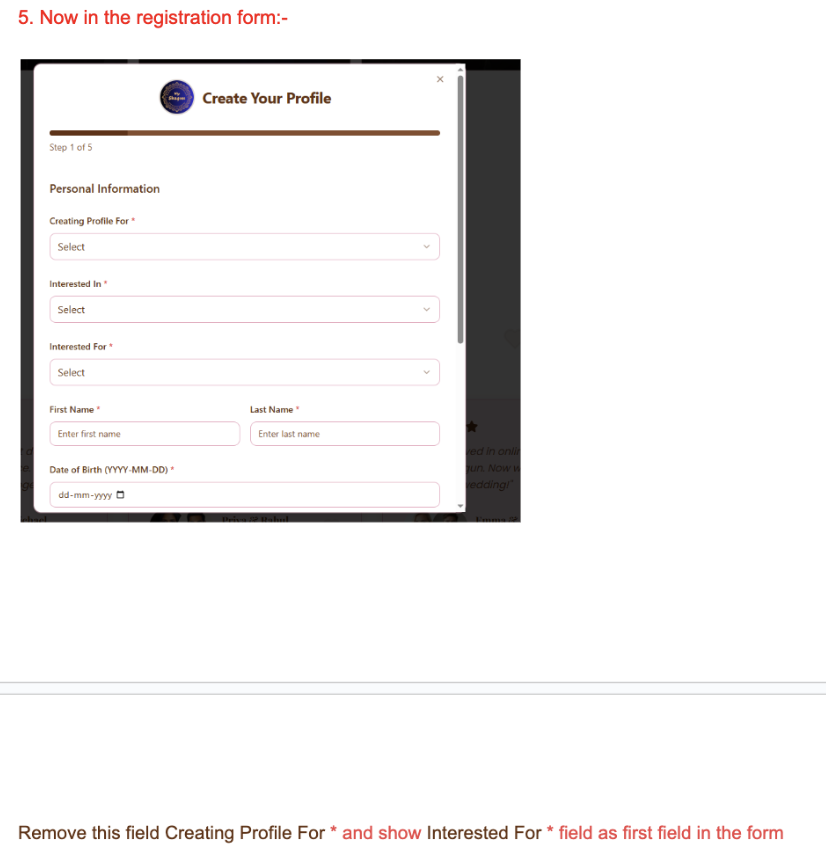 5. Now in the registration form:-
Create Your Profile
Step 1 of 5
Personal Information
Creating Profile For *
Select
Interested In *
Select
Interested For *
Select
First Name * Last Name *
Enter first name Enter last name
Date of Birth (YYYY-MM-DD) *
dd-mm-yyyy
Remove this field Creating Profile For * and show Interested For * field as first field in the form